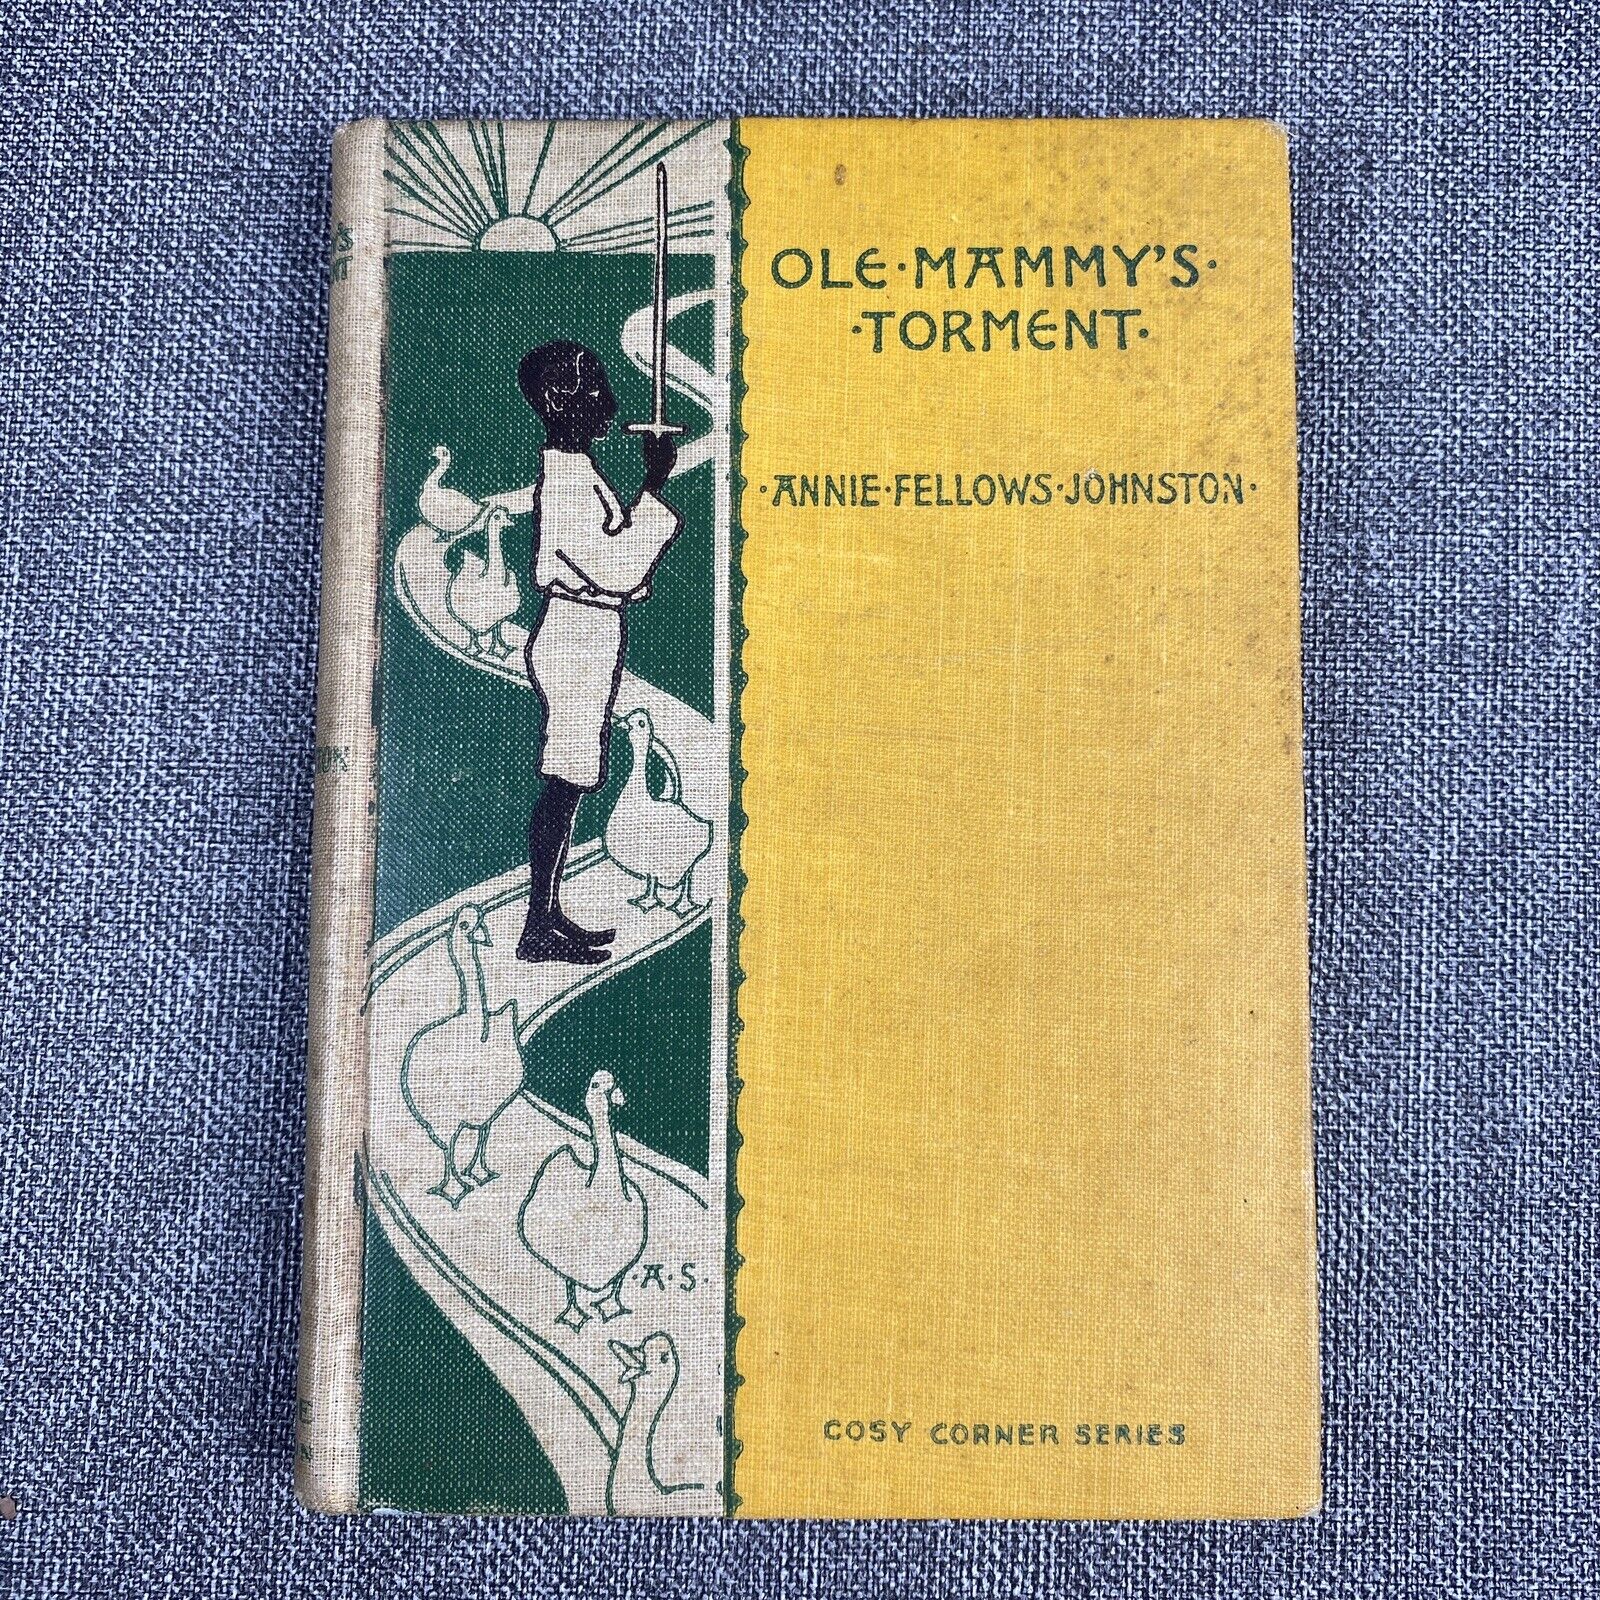 OLE·MAMMY'S·
·TORMENT·
·ANNIE·FELLOWS·JOHNSTON·
·A·S·
COSY CORNER SERIES